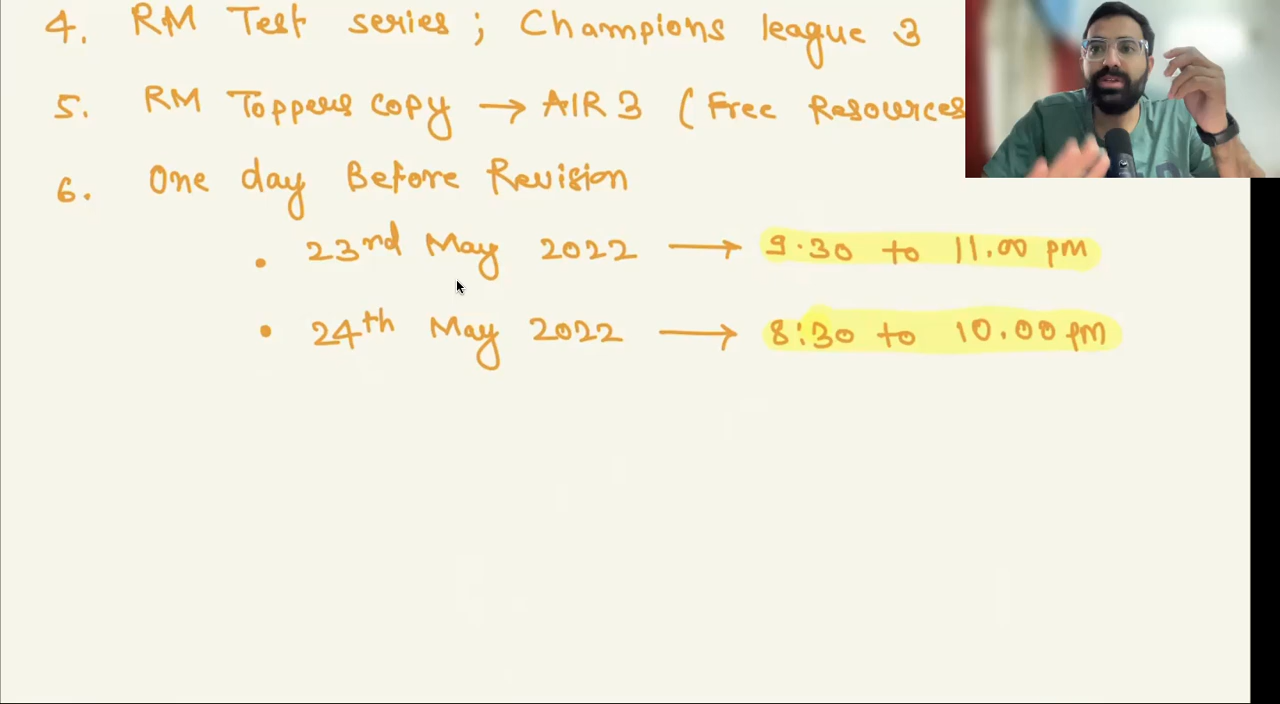 4. RM Test series ; Champions league 3
5. RM Toppers copy → AIR 3 ( Free Resources
6. One day Before Revision
• 23rd May 2022 → 9.30 to 11.00 pm
• 24th May 2022 → 8:30 to 10.00 pm